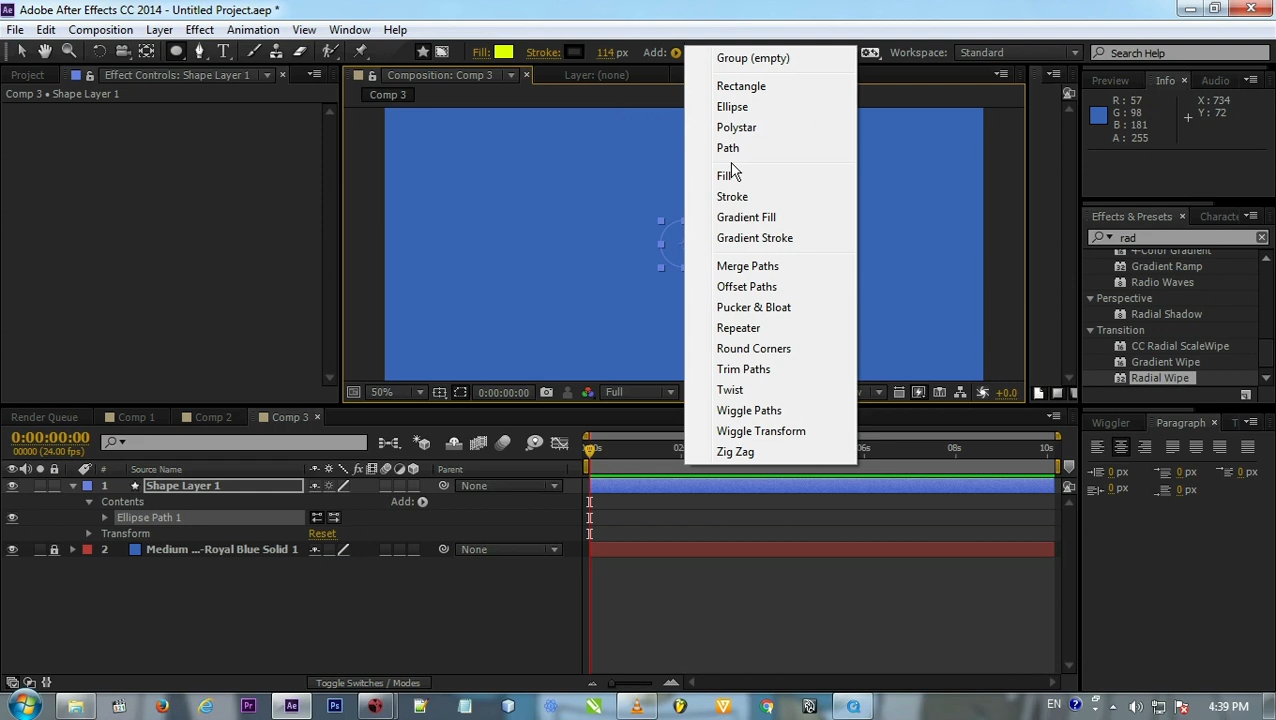 Adobe After Effects CC 2014 - Untitled Project.aep *
File Edit Composition Layer Effect Animation View Window Help
Fill: Stroke: 114 px Add: Workspace: Standard Search Help
Project Effect Controls: Shape Layer 1 Composition: Comp 3 Layer: (none) Preview Info Audio
Comp 3 • Shape Layer 1
Comp 3
R: 57
G: 98
B: 181
A: 255
X: 734
Y: 72
Group (empty)
Rectangle
Ellipse
Polystar
Path
Fill
Stroke
Gradient Fill
Gradient Stroke
Merge Paths
Offset Paths
Pucker & Bloat
Repeater
Round Corners
Trim Paths
Twist
Wiggle Paths
Wiggle Transform
Zig Zag
Effects & Presets Characte
rad
4-Color Gradient
Gradient Ramp
Radio Waves
Perspective
Radial Shadow
Transition
CC Radial ScaleWipe
Gradient Wipe
Radial Wipe
50% 0:00:00:00 Full +0.0
Render Queue Comp 1 Comp 2 Comp 3
0:00:00:00
00000 (24.00 fps)
06s 08s 10s
Source Name Parent
1 Shape Layer 1 None
Contents Add:
Ellipse Path 1
Transform Reset
2 Medium ...-Royal Blue Solid 1 None
Toggle Switches / Modes
Wiggler Paragraph
0 px 0 px 0 px
0 px 0 px
EN 4:39 PM